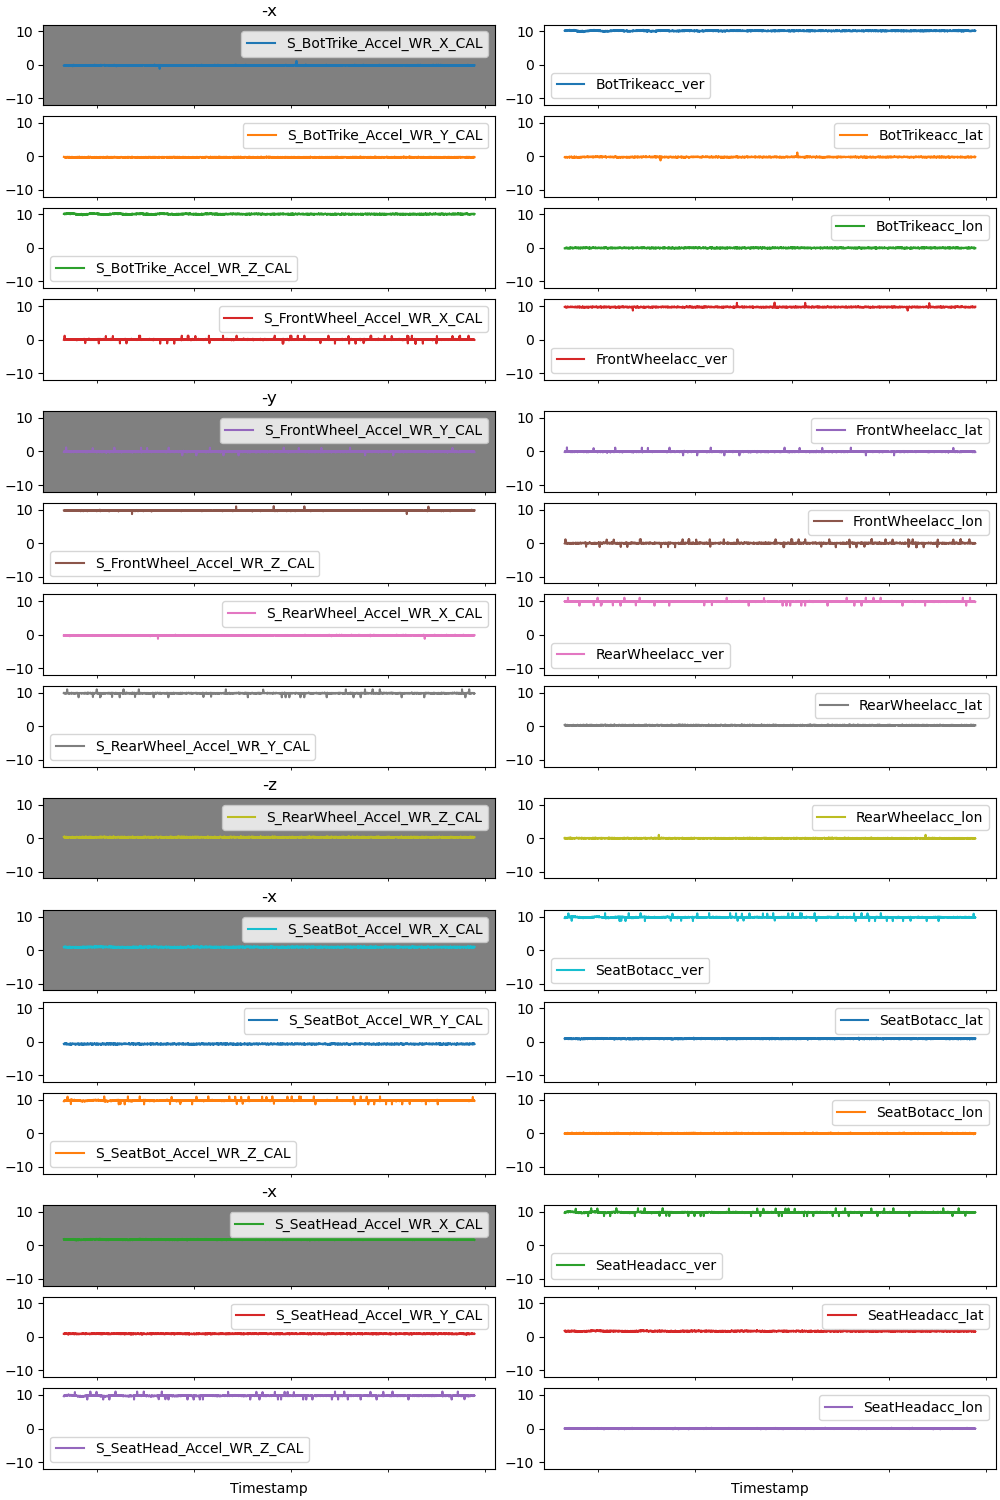 -x
10
0
−10
S_BotTrike_Accel_WR_X_CAL
BotTrikeacc_ver
10
0
−10
10
0
−10
S_BotTrike_Accel_WR_Y_CAL
10
0
−10
BotTrikeacc_lat
10
0
−10
S_BotTrike_Accel_WR_Z_CAL
10
0
−10
BotTrikeacc_lon
10
0
−10
S_FrontWheel_Accel_WR_X_CAL
10
0
−10
FrontWheelacc_ver
-y
10
0
−10
S_FrontWheel_Accel_WR_Y_CAL
10
0
−10
FrontWheelacc_lat
10
0
−10
S_FrontWheel_Accel_WR_Z_CAL
10
0
−10
FrontWheelacc_lon
10
0
−10
S_RearWheel_Accel_WR_X_CAL
10
0
−10
RearWheelacc_ver
10
0
−10
S_RearWheel_Accel_WR_Y_CAL
10
0
−10
RearWheelacc_lat
-z
10
0
−10
S_RearWheel_Accel_WR_Z_CAL
10
0
−10
RearWheelacc_lon
-x
10
0
−10
S_SeatBot_Accel_WR_X_CAL
10
0
−10
SeatBotacc_ver
10
0
−10
S_SeatBot_Accel_WR_Y_CAL
10
0
−10
SeatBotacc_lat
10
0
−10
S_SeatBot_Accel_WR_Z_CAL
10
0
−10
SeatBotacc_lon
-x
10
0
−10
S_SeatHead_Accel_WR_X_CAL
10
0
−10
SeatHeadacc_ver
10
0
−10
S_SeatHead_Accel_WR_Y_CAL
10
0
−10
SeatHeadacc_lat
10
0
−10
S_SeatHead_Accel_WR_Z_CAL
10
0
−10
SeatHeadacc_lon
Timestamp
Timestamp